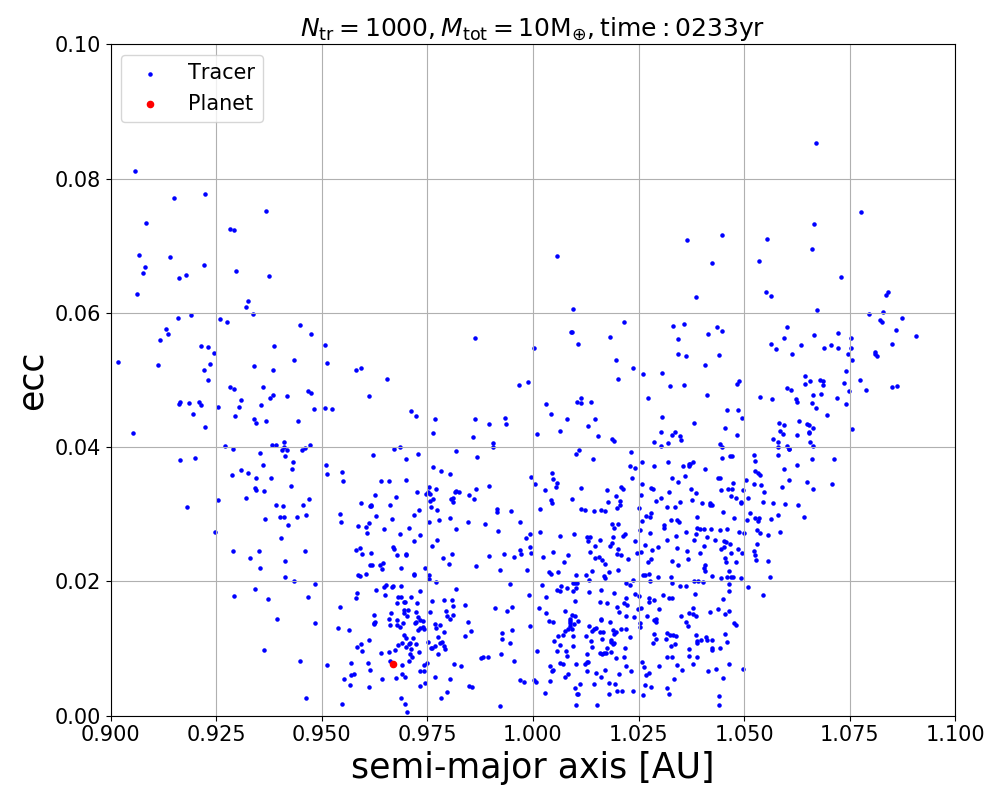 N_tr = 1000, M_tot = 10M_⊕, time : 0233yr
0.10
Tracer
Planet
0.08
0.06
ecc
0.04
0.02
0.00
0.900 0.925 0.950 0.975 1.000 1.025 1.050 1.075 1.100
semi-major axis [AU]